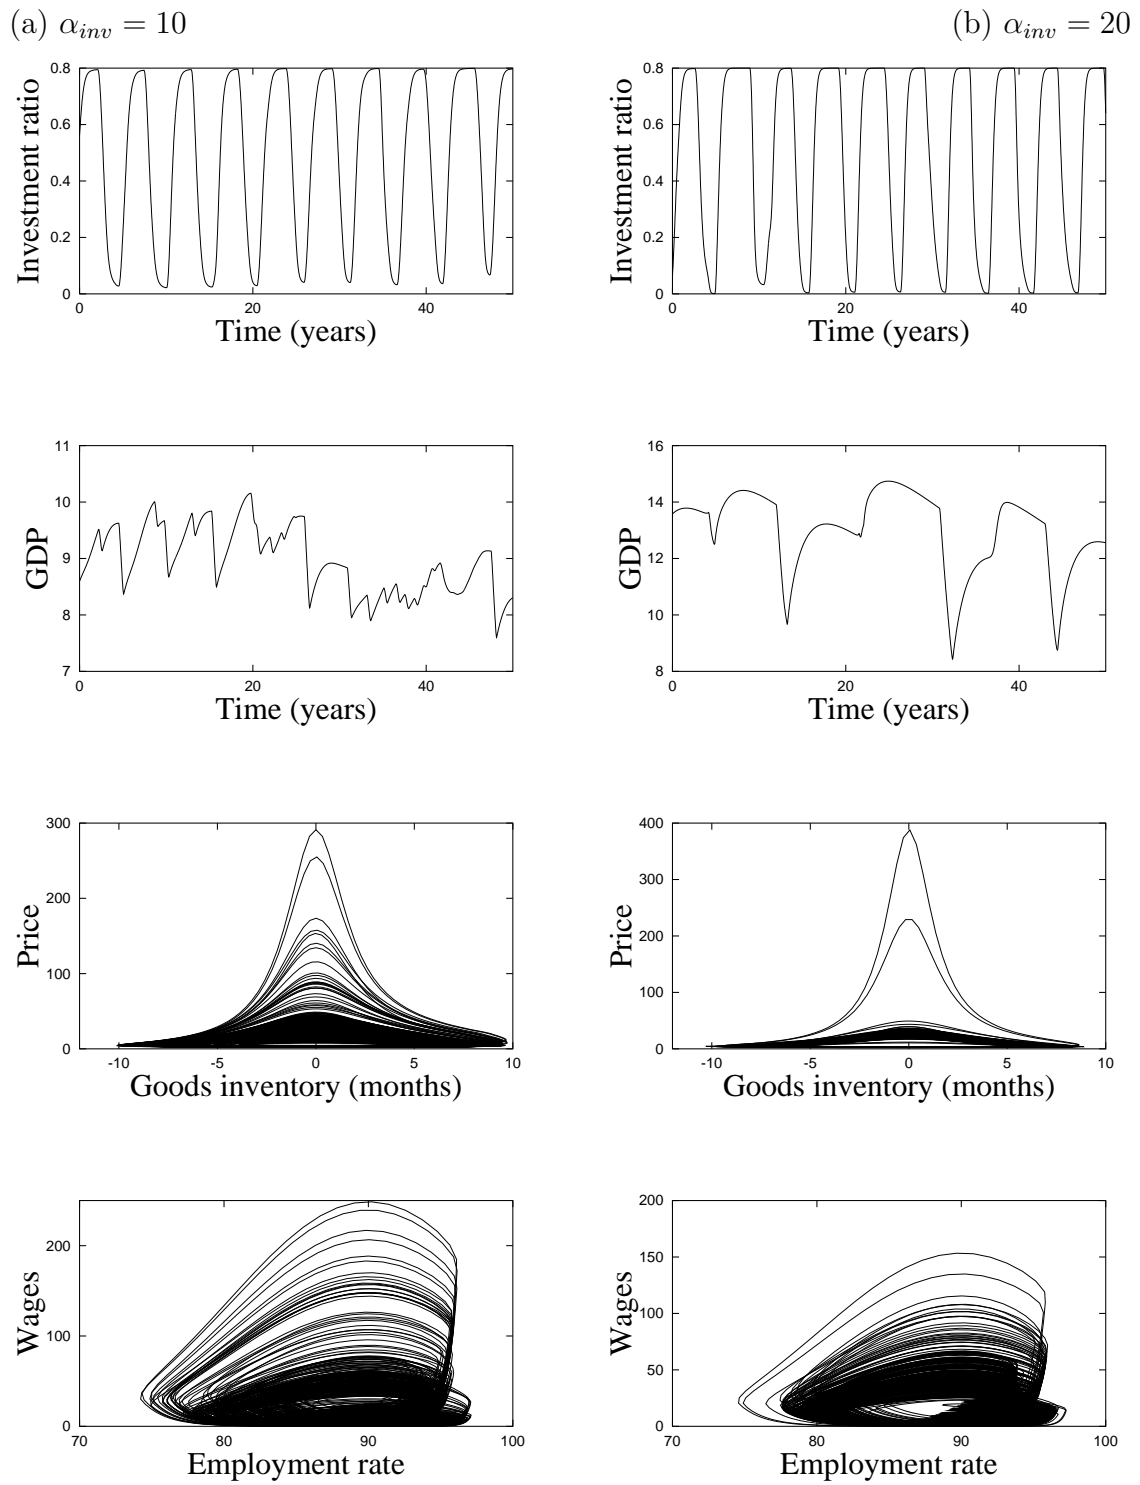 (a) α_inv = 10
(b) α_inv = 20
0.8
0.6
0.4
0.2
0
Investment ratio
0 20 40
Time (years)
0.8
0.6
0.4
0.2
0
Investment ratio
0 20 40
Time (years)
11
10
9
8
7
GDP
0 20 40
Time (years)
16
14
12
10
8
GDP
0 20 40
Time (years)
300
200
100
0
Price
-10 -5 0 5 10
Goods inventory (months)
400
300
200
100
0
Price
-10 -5 0 5 10
Goods inventory (months)
200
100
0
Wages
70 80 90 100
Employment rate
200
150
100
50
0
Wages
70 80 90 100
Employment rate